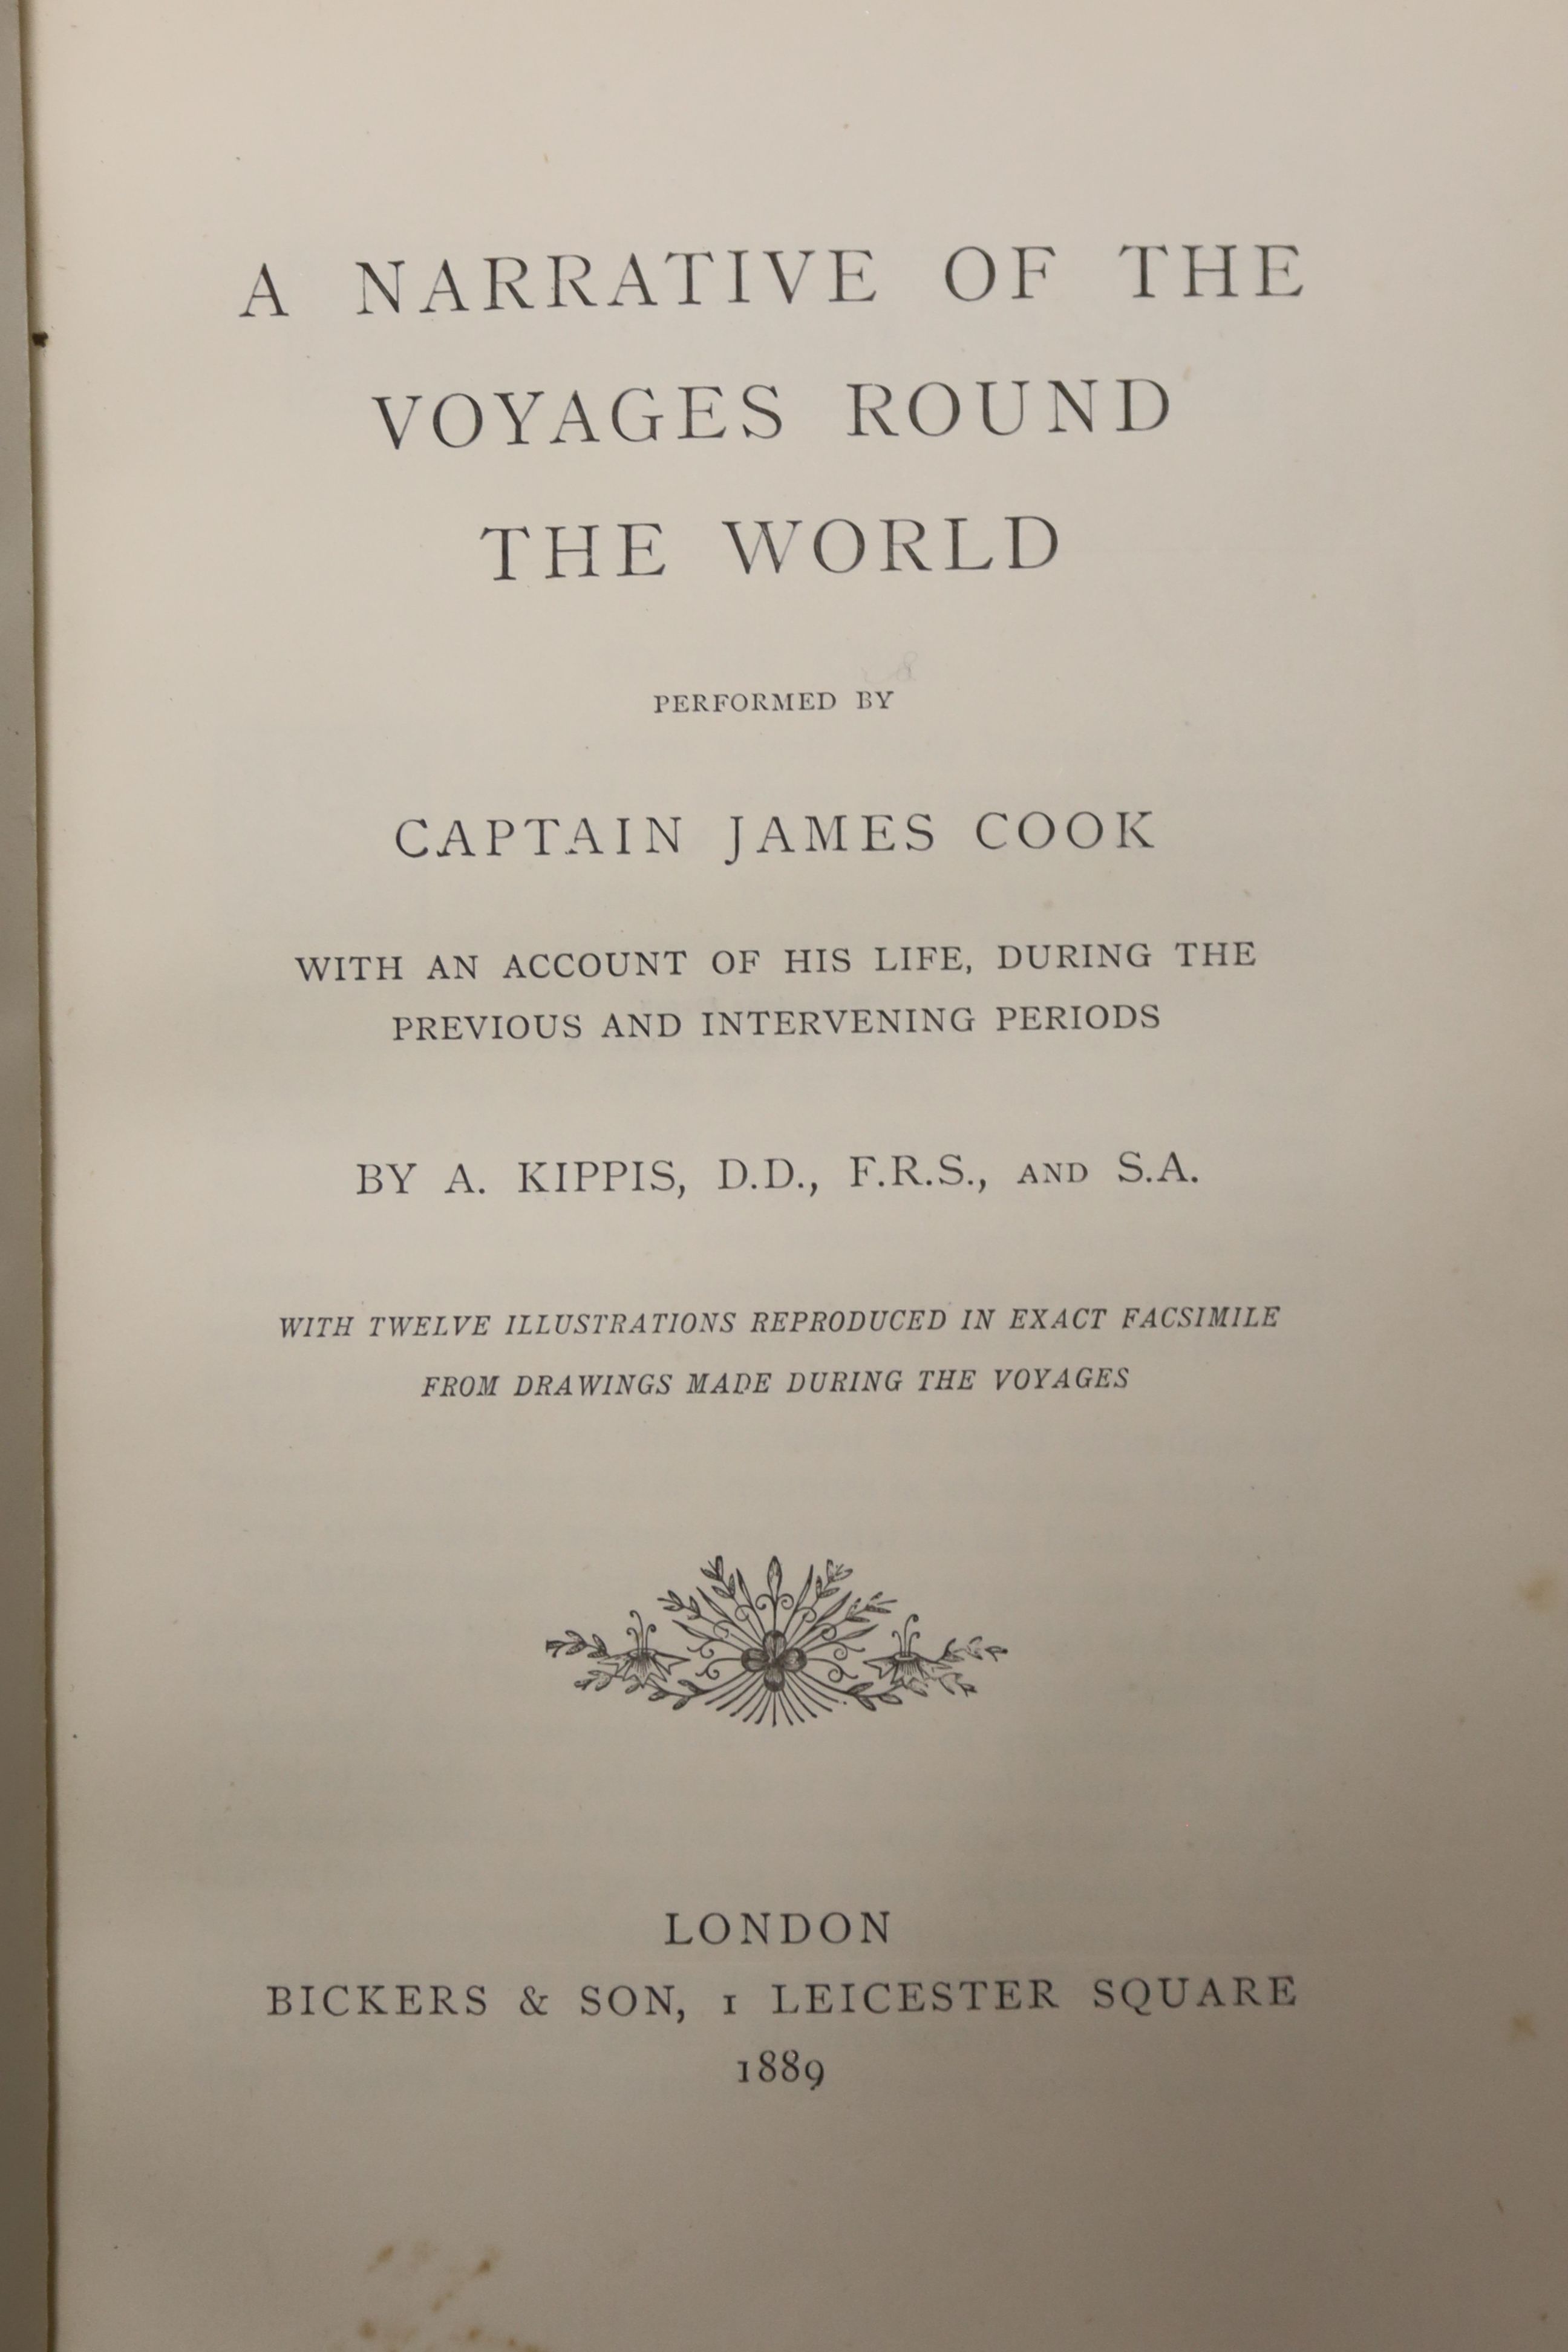 A NARRATIVE OF THE
VOYAGES ROUND
THE WORLD
PERFORMED BY
CAPTAIN JAMES COOK
WITH AN ACCOUNT OF HIS LIFE, DURING THE
PREVIOUS AND INTERVENING PERIODS
BY A. KIPPIS, D.D., F.R.S., AND S.A.
WITH TWELVE ILLUSTRATIONS REPRODUCED IN EXACT FACSIMILE
FROM DRAWINGS MADE DURING THE VOYAGES
LONDON
BICKERS & SON, 1 LEICESTER SQUARE
1889